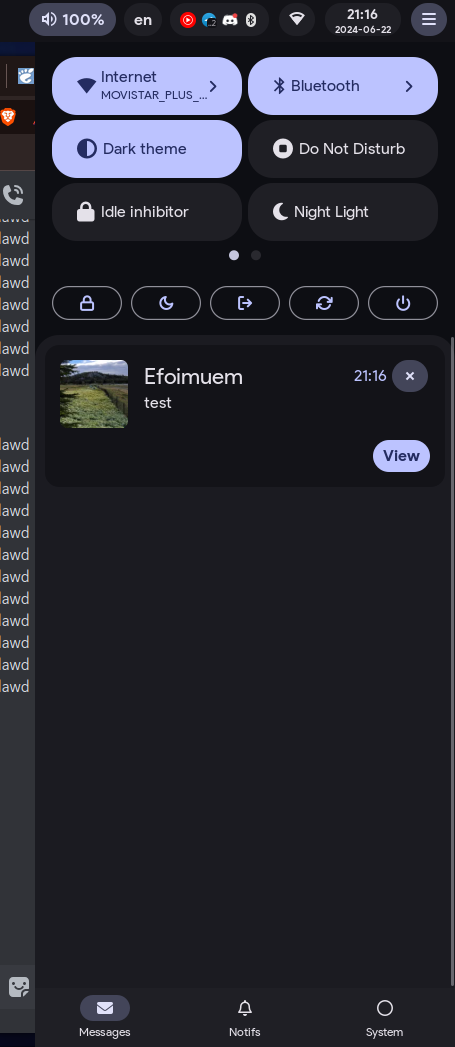 100%
en
21:16
2024-06-22
Internet
MOVISTAR_PLUS_...
Bluetooth
Dark theme
Do Not Disturb
Idle inhibitor
Night Light
lawd
lawd
lawd
lawd
lawd
lawd
lawd
lawd
Efoimuem
21:16
test
View
lawd
lawd
lawd
lawd
lawd
lawd
lawd
lawd
lawd
lawd
lawd
lawd
Messages
Notifs
System